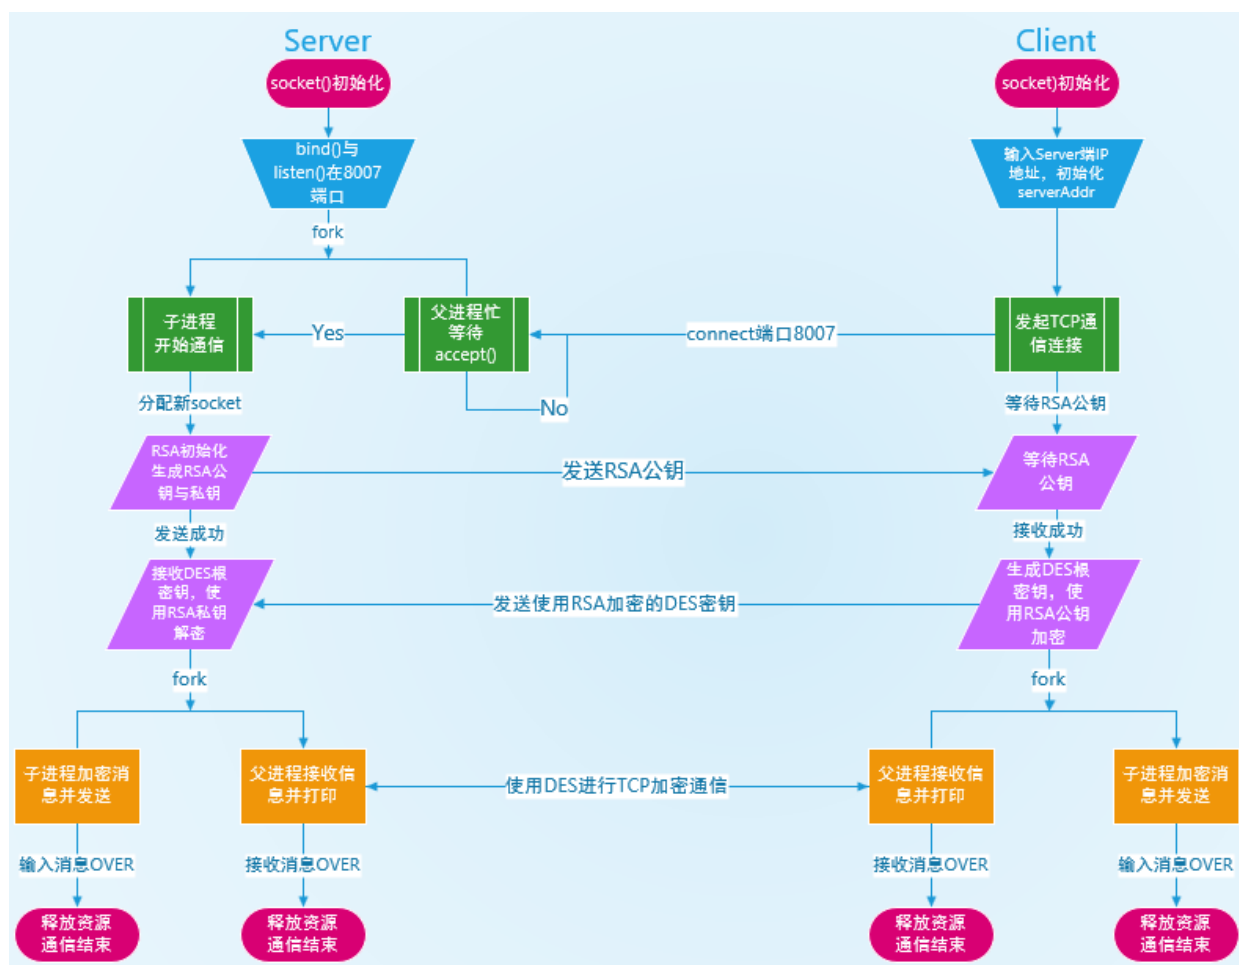 Server
Client
socket()初始化
socket)初始化
bind()与
listen()在8007
端口
输入Server端IP
地址，初始化
serverAddr
fork
子进程
开始通信
Yes
父进程忙
等待
accept()
connect端口8007
发起TCP通
信连接
No
分配新socket
等待RSA公钥
RSA初始化
生成RSA公
钥与私钥
发送RSA公钥
等待RSA
公钥
发送成功
接收成功
接收DES根
密钥，使
用RSA私钥
解密
发送使用RSA加密的DES密钥
生成DES根
密钥，使
用RSA公钥
加密
fork
fork
子进程加密消
息并发送
父进程接收信
息并打印
使用DES进行TCP加密通信
父进程接收信
息并打印
子进程加密消
息并发送
输入消息OVER
接收消息OVER
接收消息OVER
输入消息OVER
释放资源
通信结束
释放资源
通信结束
释放资源
通信结束
释放资源
通信结束